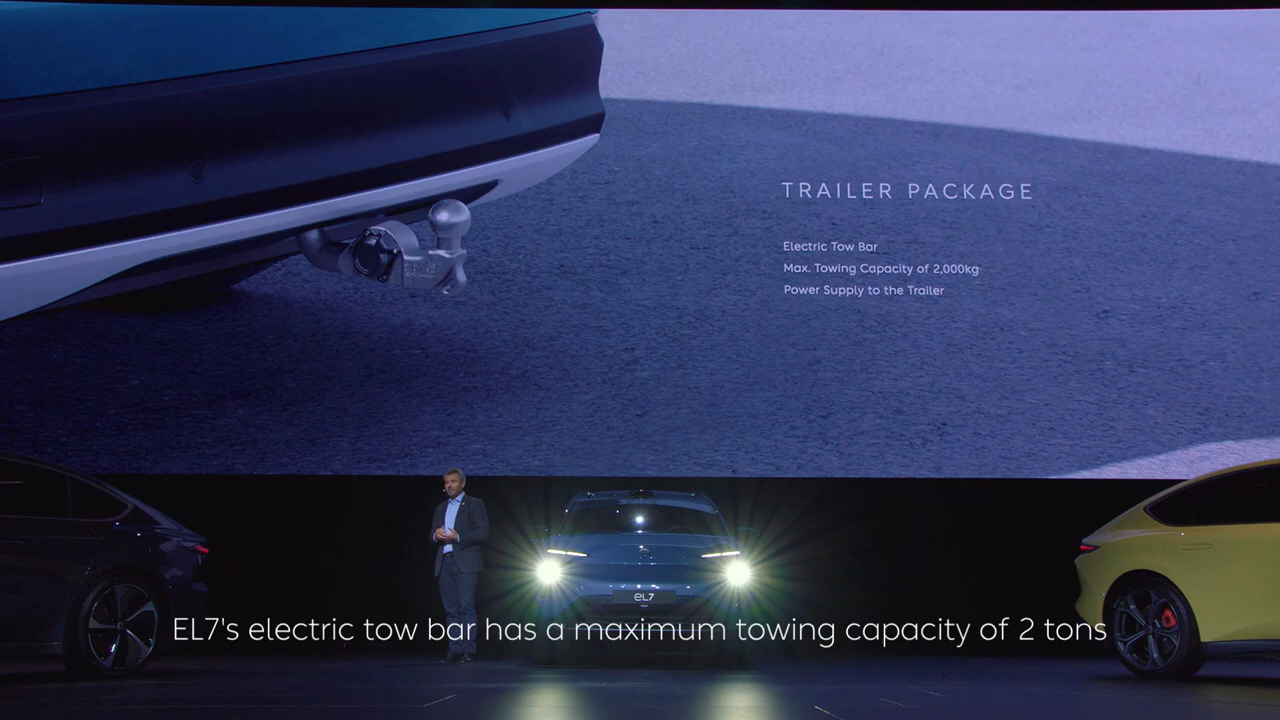 TRAILER PACKAGE
Electric Tow Bar
Max. Towing Capacity of 2,000kg
Power Supply to the Trailer
eL7
EL7's electric tow bar has a maximum towing capacity of 2 tons